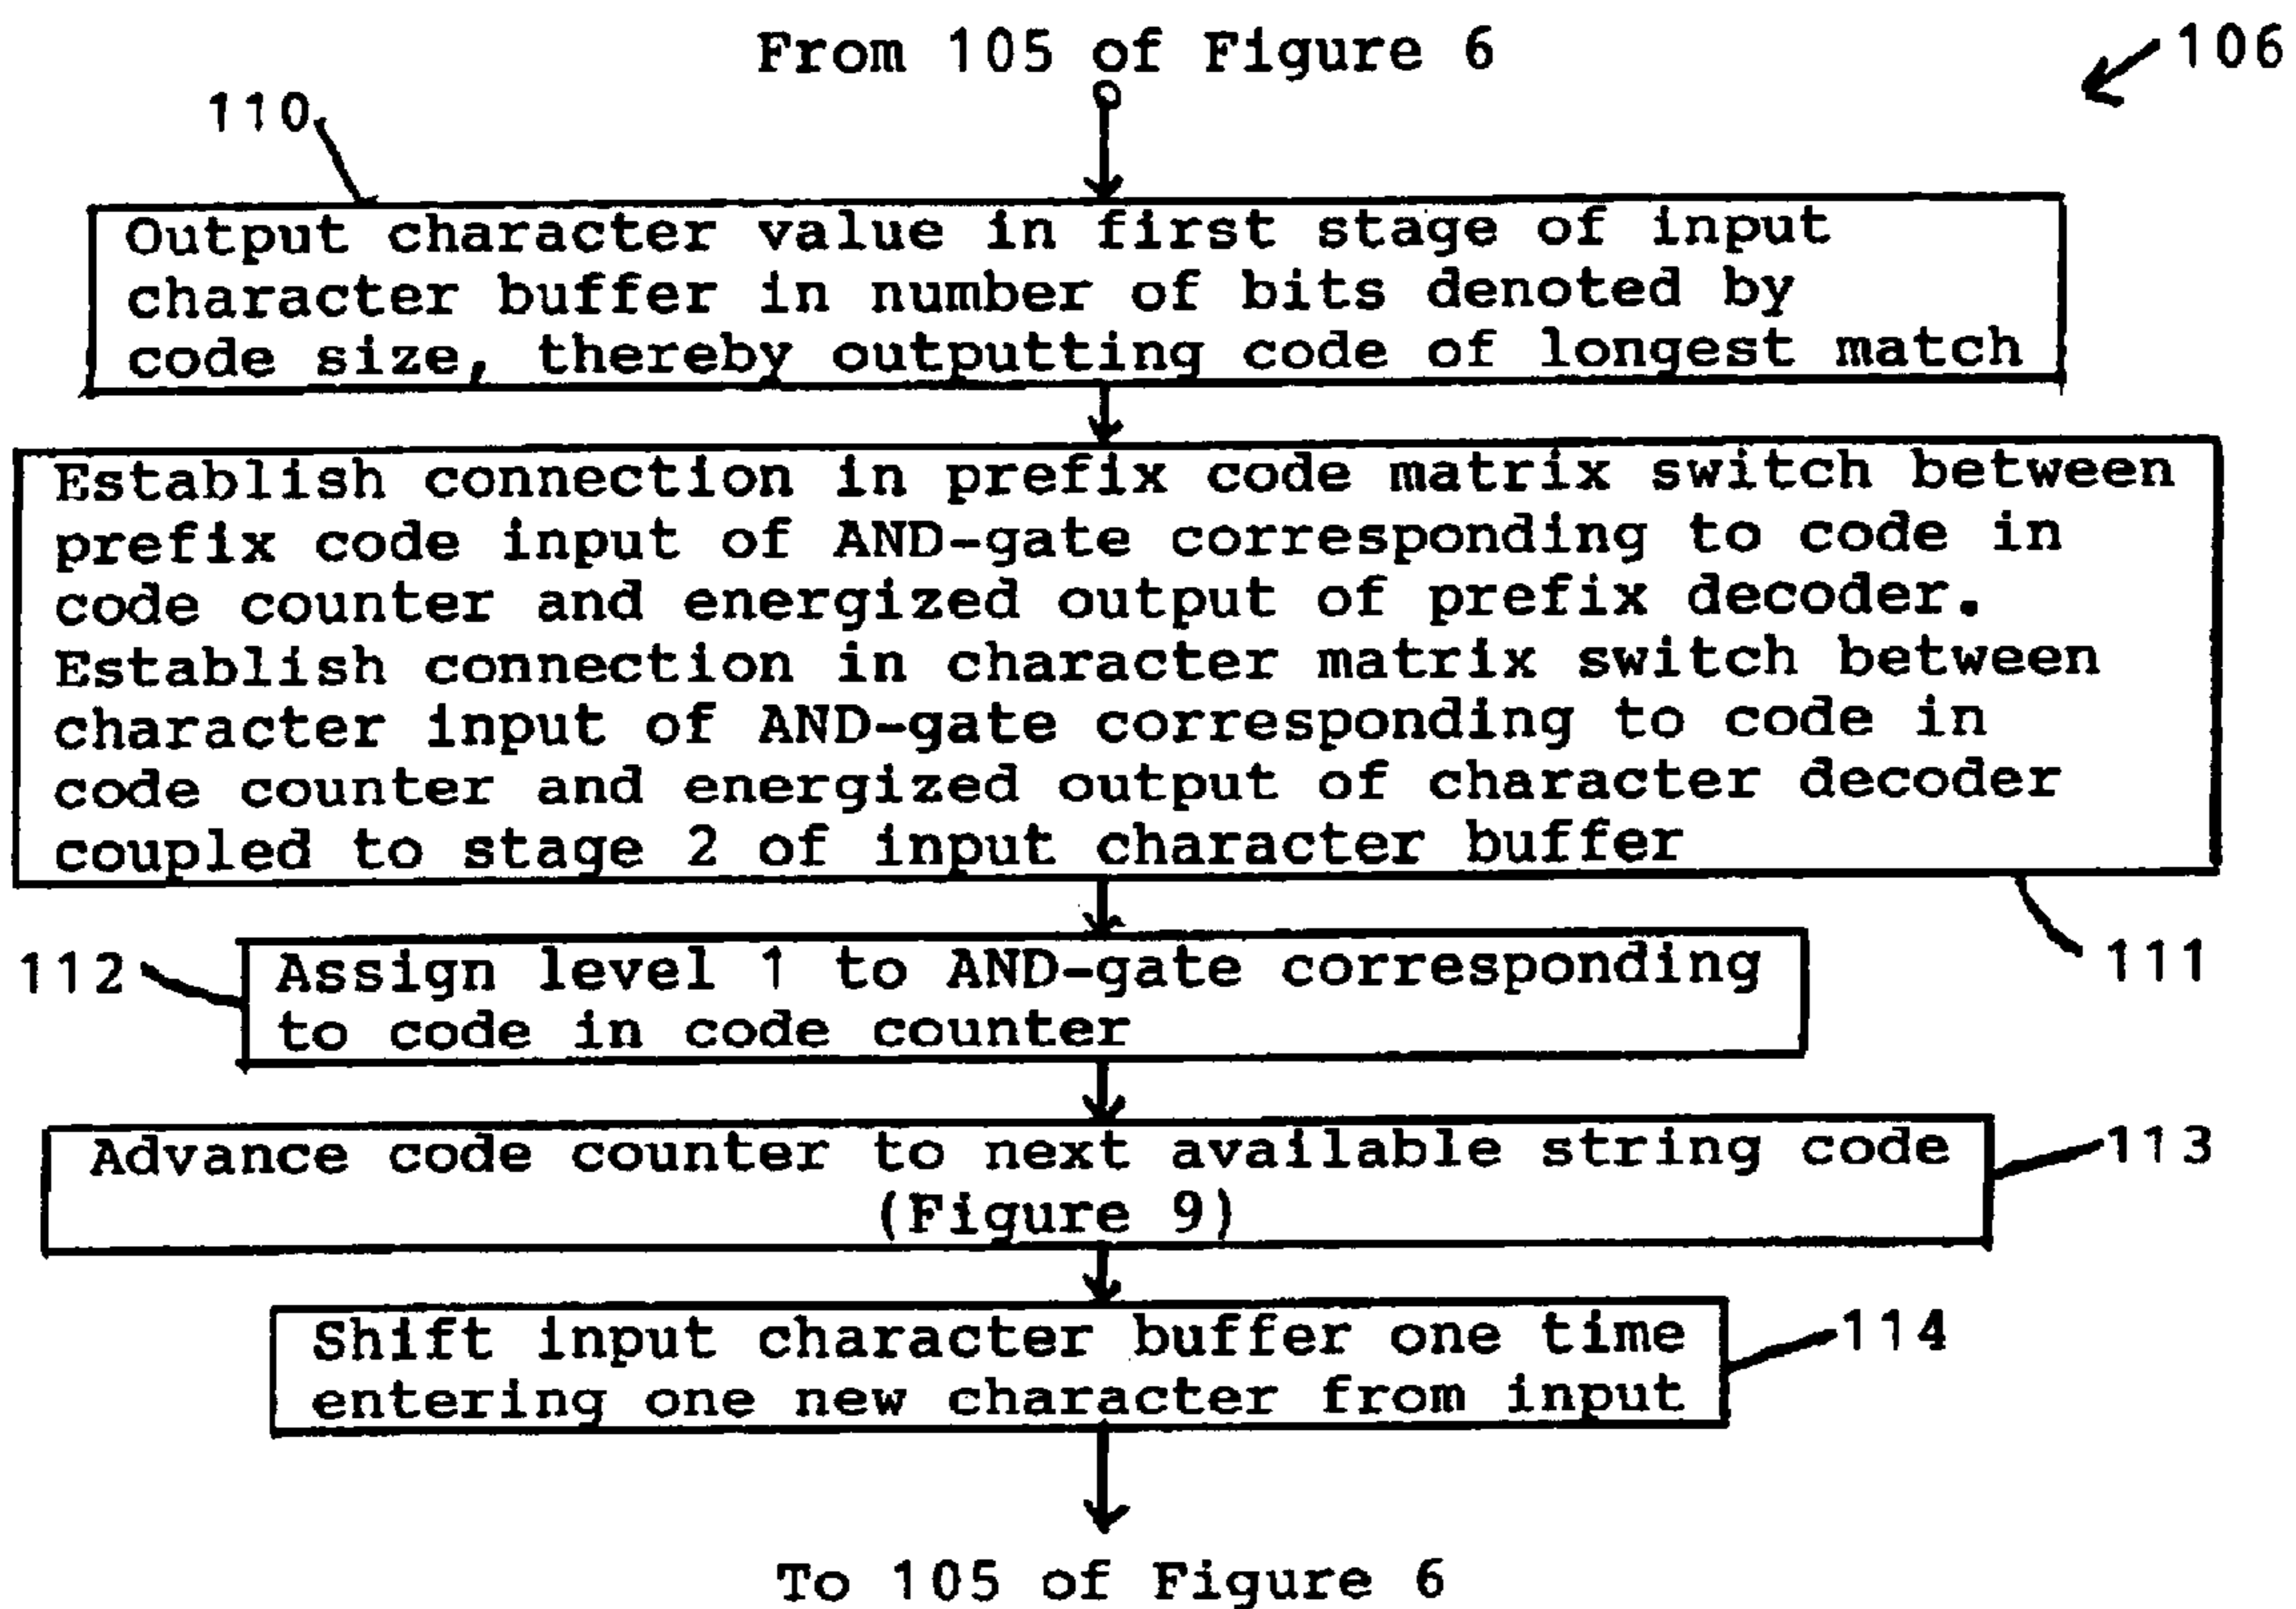 From 105 of Figure 6
106
110
Output character value in first stage of input
character buffer in number of bits denoted by
code size, thereby outputting code of longest match
Establish connection in prefix code matrix switch between
prefix code input of AND-gate corresponding to code in
code counter and energized output of prefix decoder.
Establish connection in character matrix switch between
character input of AND-gate corresponding to code in
code counter and energized output of character decoder
coupled to stage 2 of input character buffer
111
112
Assign level 1 to AND-gate corresponding
to code in code counter
Advance code counter to next available string code
(Figure 9)
113
Shift input character buffer one time
entering one new character from input
114
To 105 of Figure 6